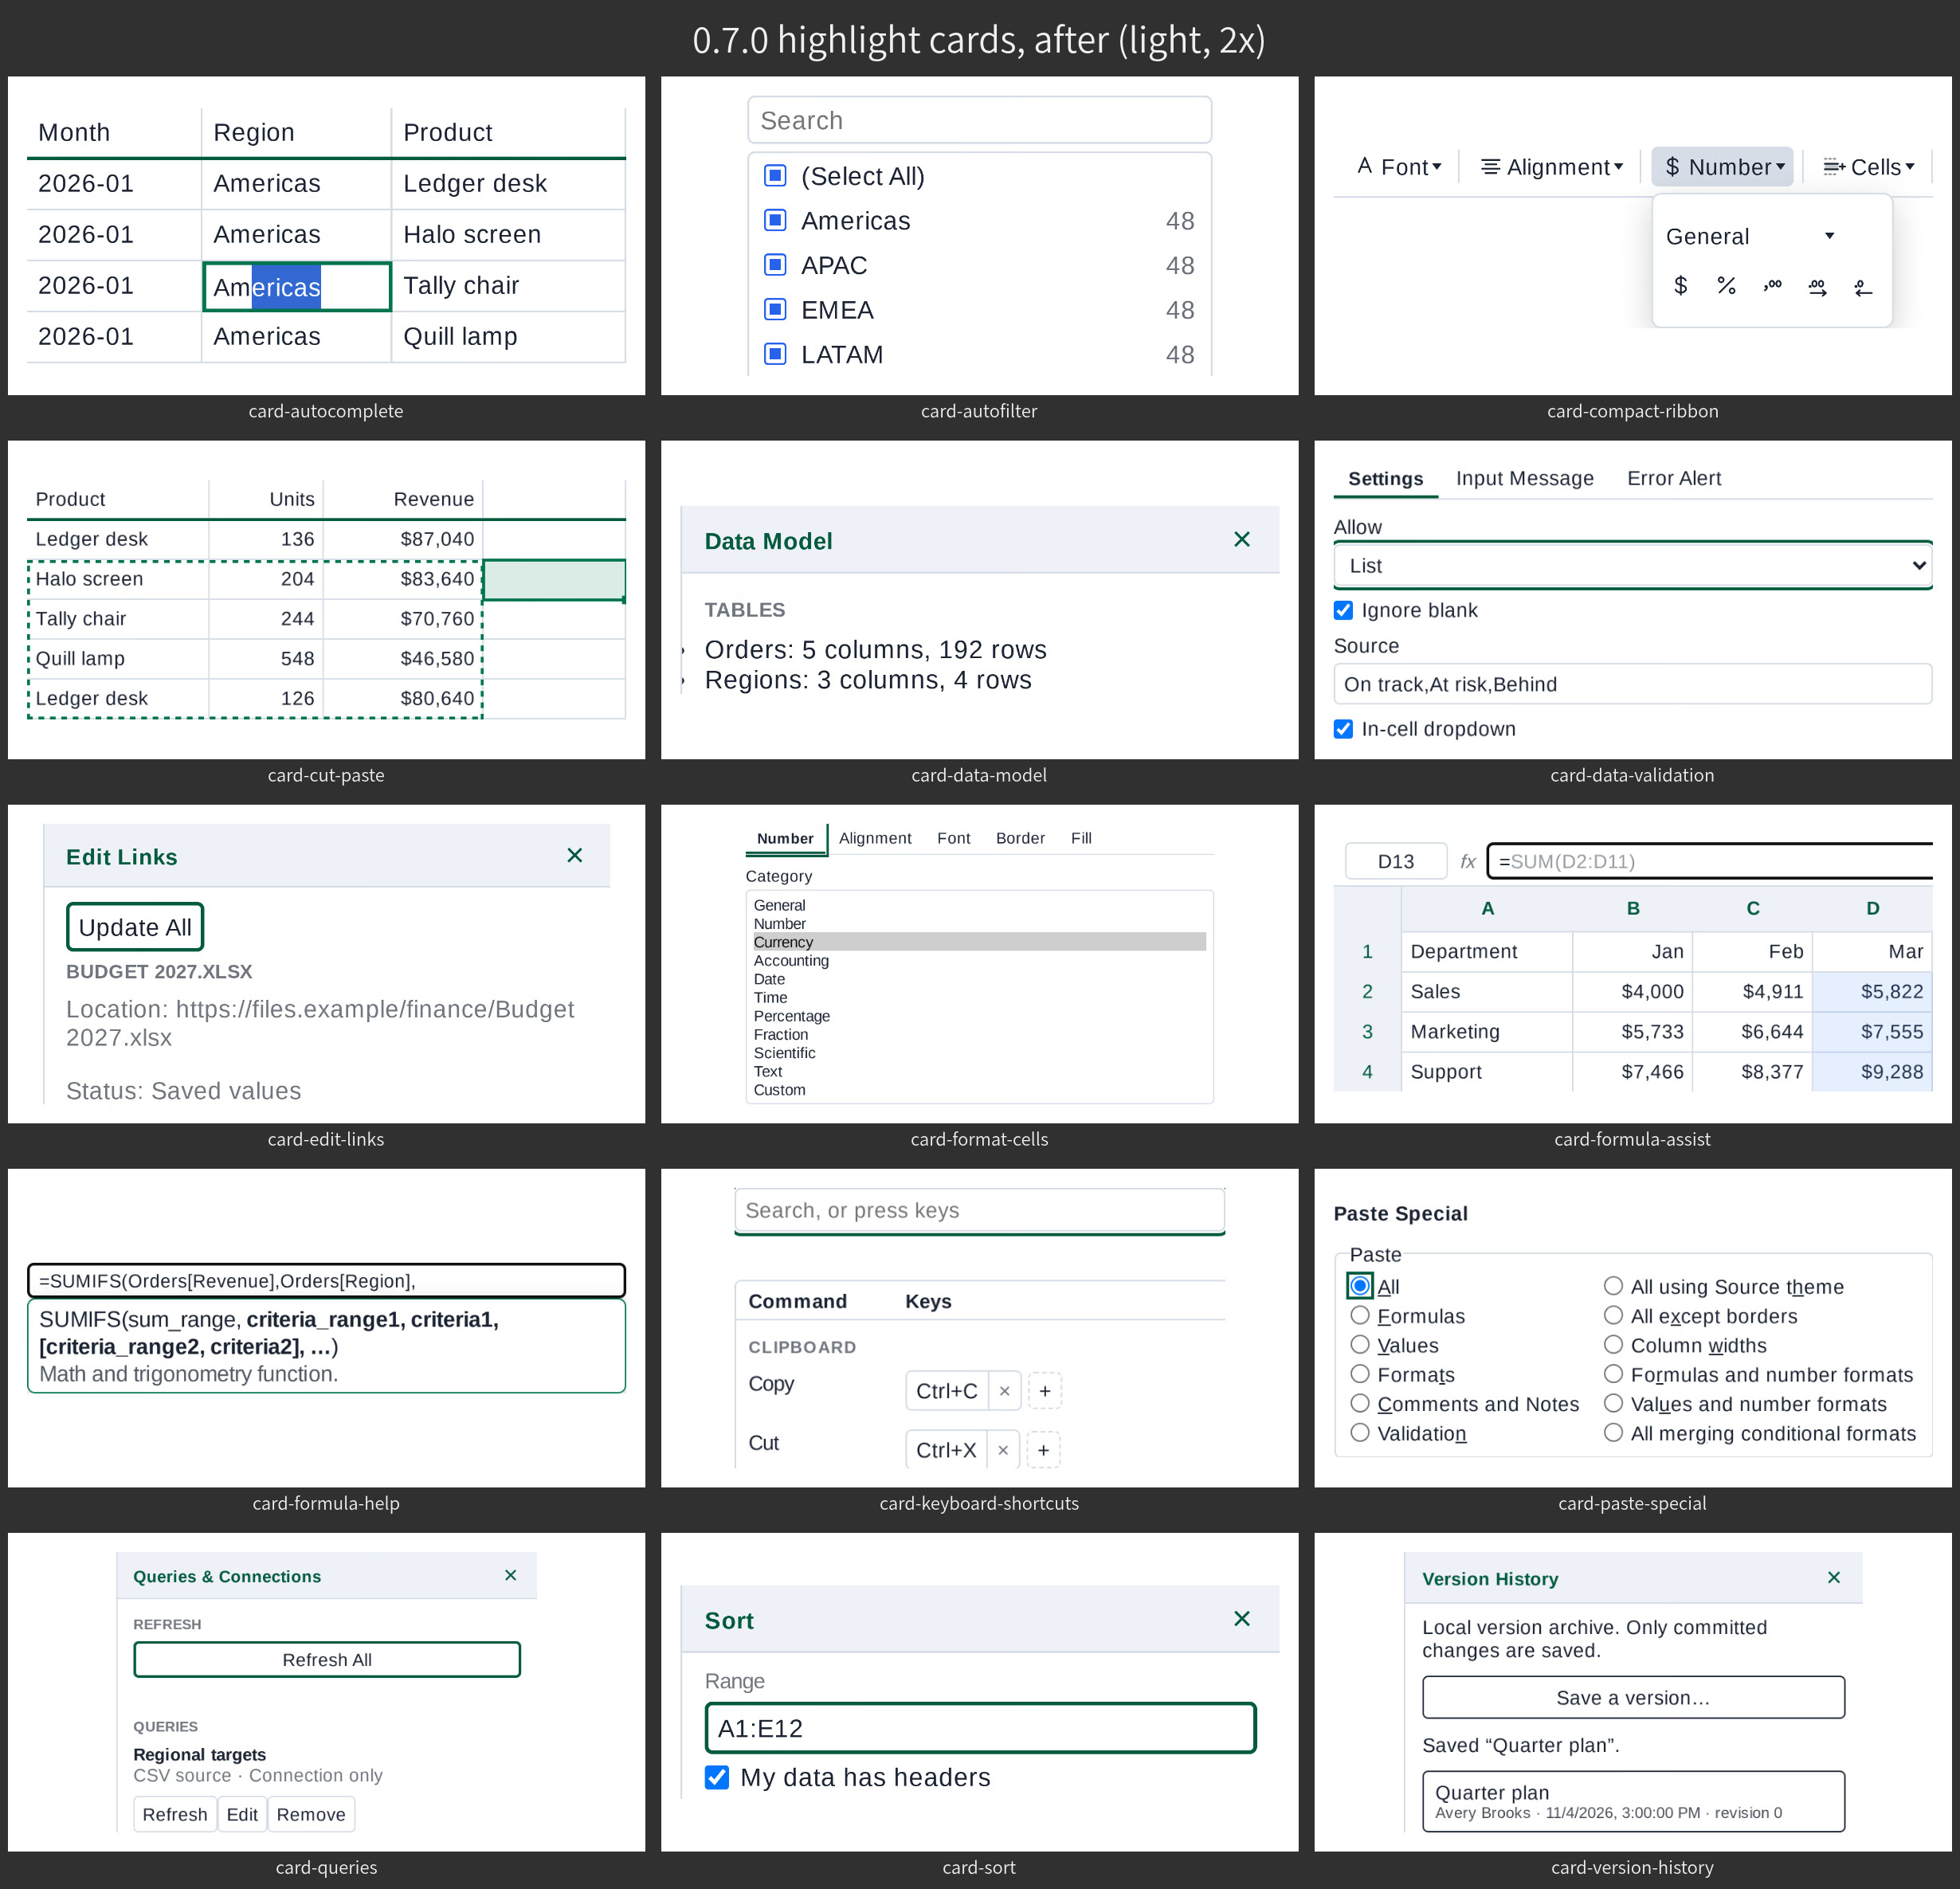 0.7.0 highlight cards, after (light, 2x)
Month Region Product
2026-01 Americas Ledger desk
2026-01 Americas Halo screen
2026-01 Americas Tally chair
2026-01 Americas Quill lamp
card-autocomplete
Search
(Select All)
Americas 48
APAC 48
EMEA 48
LATAM 48
card-autofilter
A Font Alignment $ Number Cells
General
$ % ,00 .00 .0
card-compact-ribbon
Product Units Revenue
Ledger desk 136 $87,040
Halo screen 204 $83,640
Tally chair 244 $70,760
Quill lamp 548 $46,580
Ledger desk 126 $80,640
card-cut-paste
Data Model ×
TABLES
Orders: 5 columns, 192 rows
Regions: 3 columns, 4 rows
card-data-model
Settings Input Message Error Alert
Allow
List
Ignore blank
Source
On track,At risk,Behind
In-cell dropdown
card-data-validation
Edit Links ×
Update All
BUDGET 2027.XLSX
Location: https://files.example/finance/Budget
2027.xlsx
Status: Saved values
card-edit-links
Number Alignment Font Border Fill
Category
General
Number
Currency
Accounting
Date
Time
Percentage
Fraction
Scientific
Text
Custom
card-format-cells
D13 fx =SUM(D2:D11)
A B C D
1 Department Jan Feb Mar
2 Sales $4,000 $4,911 $5,822
3 Marketing $5,733 $6,644 $7,555
4 Support $7,466 $8,377 $9,288
card-formula-assist
=SUMIFS(Orders[Revenue],Orders[Region],
SUMIFS(sum_range, criteria_range1, criteria1,
[criteria_range2, criteria2], …)
Math and trigonometry function.
card-formula-help
Search, or press keys
Command Keys
CLIPBOARD
Copy Ctrl+C × +
Cut Ctrl+X × +
card-keyboard-shortcuts
Paste Special
Paste
All All using Source theme
Formulas All except borders
Values Column widths
Formats Formulas and number formats
Comments and Notes Values and number formats
Validation All merging conditional formats
card-paste-special
Queries & Connections ×
REFRESH
Refresh All
QUERIES
Regional targets
CSV source · Connection only
Refresh Edit Remove
card-queries
Sort ×
Range
A1:E12
My data has headers
card-sort
Version History ×
Local version archive. Only committed
changes are saved.
Save a version…
Saved “Quarter plan”.
Quarter plan
Avery Brooks · 11/4/2026, 3:00:00 PM · revision 0
card-version-history